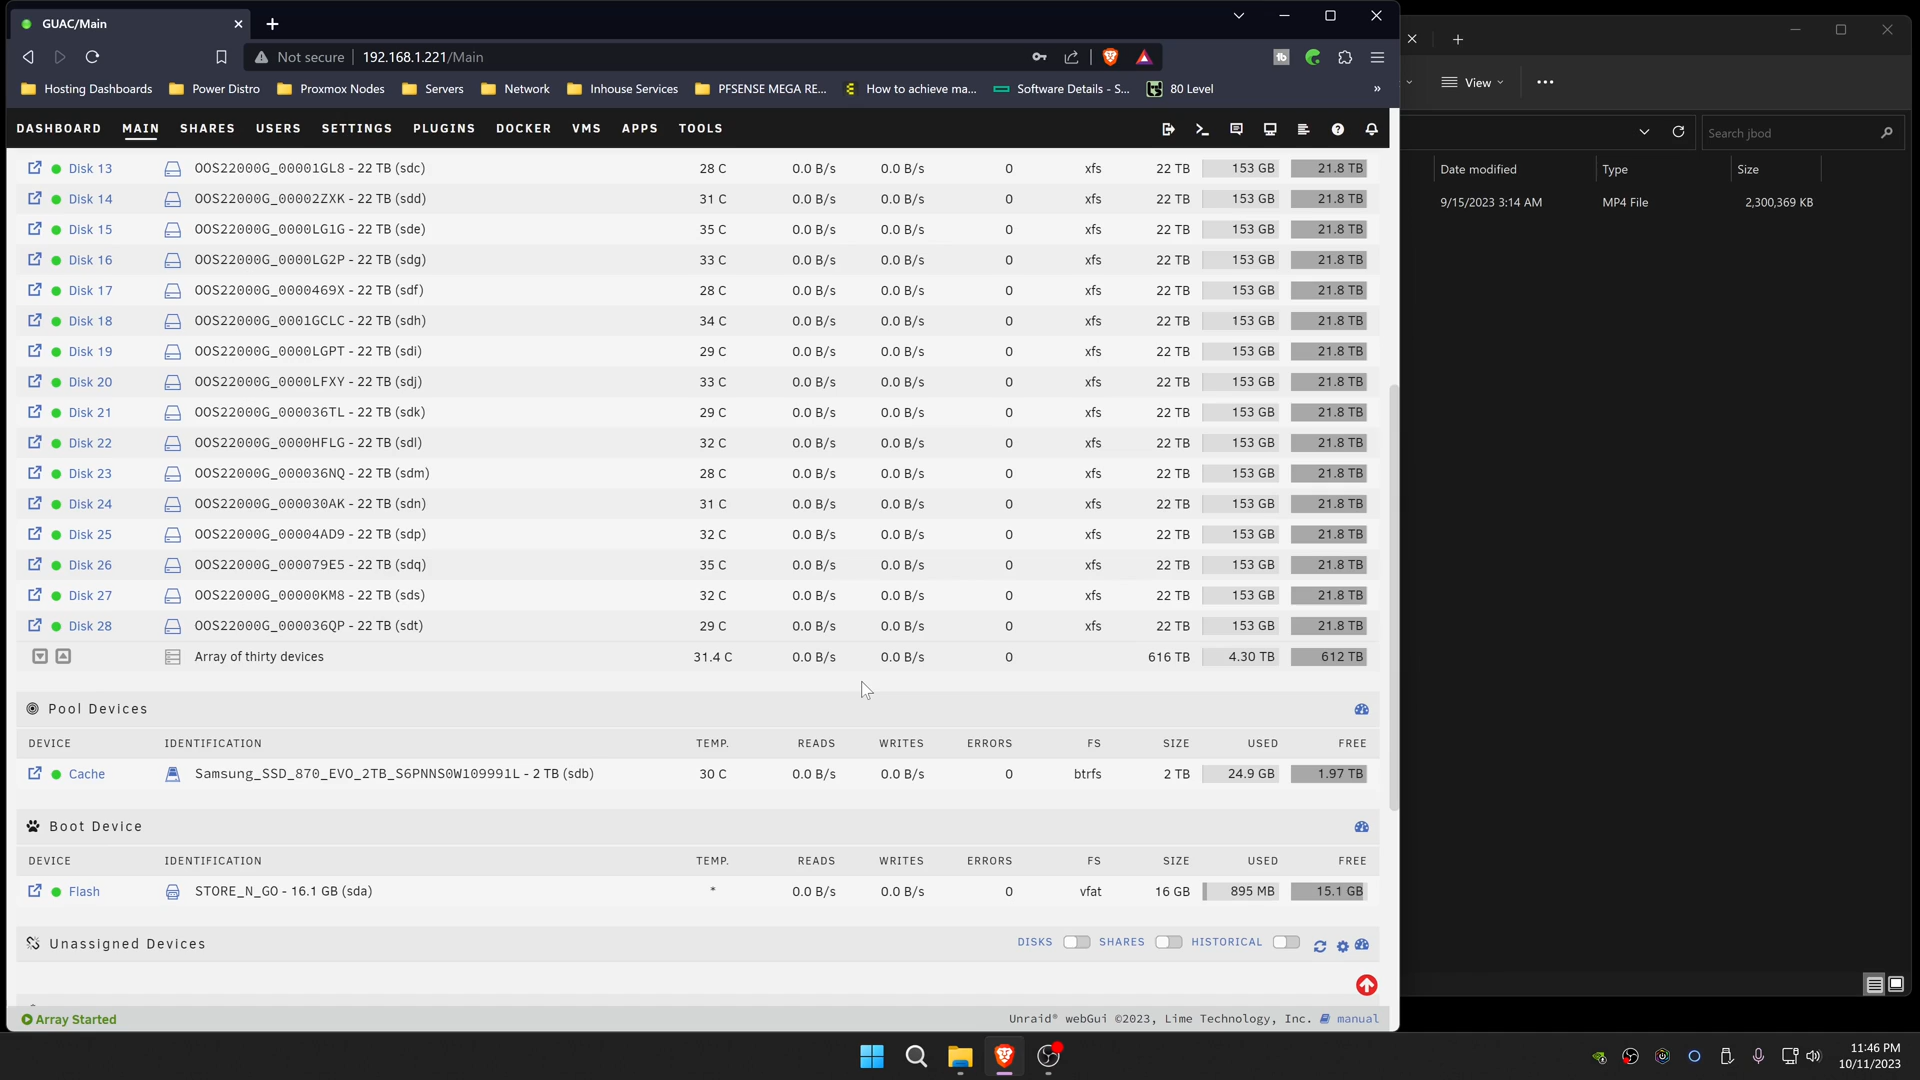 GUAC/Main
Not secure 192.168.1.221/Main
View
Hosting Dashboards Power Distro Proxmox Nodes Servers Network Inhouse Services PFSENSE MEGA RE... How to achieve ma... Software Details - S... 80 Level »
DASHBOARD MAIN SHARES USERS SETTINGS PLUGINS DOCKER VMS APPS TOOLS
Search jbod
Date modified Type Size
9/15/2023 3:14 AM MP4 File 2,300,369 KB
Disk 13 OOS22000G_00001GL8 - 22 TB (sdc) 28 C 0.0 B/s 0.0 B/s 0 xfs 22 TB 153 GB 21.8 TB
Disk 14 OOS22000G_00002ZXK - 22 TB (sdd) 31 C 0.0 B/s 0.0 B/s 0 xfs 22 TB 153 GB 21.8 TB
Disk 15 OOS22000G_0000LG1G - 22 TB (sde) 35 C 0.0 B/s 0.0 B/s 0 xfs 22 TB 153 GB 21.8 TB
Disk 16 OOS22000G_0000LG2P - 22 TB (sdg) 33 C 0.0 B/s 0.0 B/s 0 xfs 22 TB 153 GB 21.8 TB
Disk 17 OOS22000G_0000469X - 22 TB (sdf) 28 C 0.0 B/s 0.0 B/s 0 xfs 22 TB 153 GB 21.8 TB
Disk 18 OOS22000G_0001GCLC - 22 TB (sdh) 34 C 0.0 B/s 0.0 B/s 0 xfs 22 TB 153 GB 21.8 TB
Disk 19 OOS22000G_0000LGPT - 22 TB (sdi) 29 C 0.0 B/s 0.0 B/s 0 xfs 22 TB 153 GB 21.8 TB
Disk 20 OOS22000G_0000LFXY - 22 TB (sdj) 33 C 0.0 B/s 0.0 B/s 0 xfs 22 TB 153 GB 21.8 TB
Disk 21 OOS22000G_000036TL - 22 TB (sdk) 29 C 0.0 B/s 0.0 B/s 0 xfs 22 TB 153 GB 21.8 TB
Disk 22 OOS22000G_0000HFLG - 22 TB (sdl) 32 C 0.0 B/s 0.0 B/s 0 xfs 22 TB 153 GB 21.8 TB
Disk 23 OOS22000G_000036NQ - 22 TB (sdm) 28 C 0.0 B/s 0.0 B/s 0 xfs 22 TB 153 GB 21.8 TB
Disk 24 OOS22000G_000030AK - 22 TB (sdn) 31 C 0.0 B/s 0.0 B/s 0 xfs 22 TB 153 GB 21.8 TB
Disk 25 OOS22000G_00004AD9 - 22 TB (sdp) 32 C 0.0 B/s 0.0 B/s 0 xfs 22 TB 153 GB 21.8 TB
Disk 26 OOS22000G_000079E5 - 22 TB (sdq) 35 C 0.0 B/s 0.0 B/s 0 xfs 22 TB 153 GB 21.8 TB
Disk 27 OOS22000G_00000KM8 - 22 TB (sds) 32 C 0.0 B/s 0.0 B/s 0 xfs 22 TB 153 GB 21.8 TB
Disk 28 OOS22000G_000036QP - 22 TB (sdt) 29 C 0.0 B/s 0.0 B/s 0 xfs 22 TB 153 GB 21.8 TB
Array of thirty devices 31.4 C 0.0 B/s 0.0 B/s 0 616 TB 4.30 TB 612 TB
Pool Devices
DEVICE IDENTIFICATION TEMP. READS WRITES ERRORS FS SIZE USED FREE
Cache Samsung_SSD_870_EVO_2TB_S6PNNS0W109991L - 2 TB (sdb) 30 C 0.0 B/s 0.0 B/s 0 btrfs 2 TB 24.9 GB 1.97 TB
Boot Device
DEVICE IDENTIFICATION TEMP. READS WRITES ERRORS FS SIZE USED FREE
Flash STORE_N_GO - 16.1 GB (sda) * 0.0 B/s 0.0 B/s 0 vfat 16 GB 895 MB 15.1 GB
Unassigned Devices DISKS SHARES HISTORICAL
Array Started Unraid® webGui ©2023, Lime Technology, Inc. manual
11:46 PM
10/11/2023